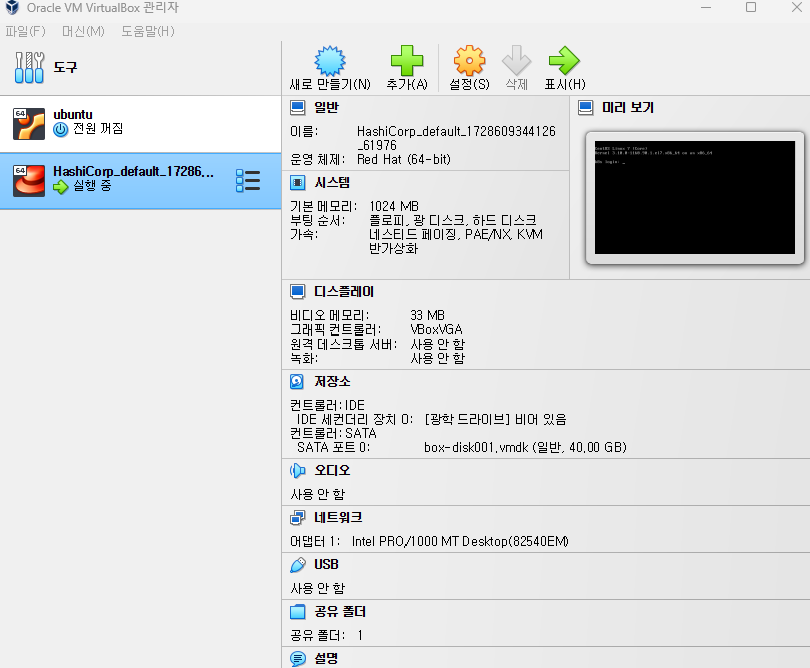 Oracle VM VirtualBox 관리자
파일(F) 머신(M) 도움말(H)
도구
새로 만들기(N) 추가(A) 설정(S) 삭제 표시(H)
64 ubuntu
전원 꺼짐
64 HashiCorp_default_17286...
실행 중
일반
이름: HashiCorp_default_1728609344126
_61976
운영 체제: Red Hat (64-bit)
시스템
기본 메모리: 1024 MB
부팅 순서: 플로피, 광 디스크, 하드 디스크
가속: 네스티드 페이징, PAE/NX, KVM
반가상화
미리 보기
CentOS Linux 7 (Core)
디스플레이
비디오 메모리: 33 MB
그래픽 컨트롤러: VBoxVGA
원격 데스크톱 서버: 사용 안 함
녹화: 사용 안 함
저장소
컨트롤러: IDE
IDE 세컨더리 장치 0: [광학 드라이브] 비어 있음
컨트롤러: SATA
SATA 포트 0: box-disk001.vmdk (일반, 40.00 GB)
오디오
사용 안 함
네트워크
어댑터 1: Intel PRO/1000 MT Desktop(82540EM)
USB
사용 안 함
공유 폴더
공유 폴더: 1
설명